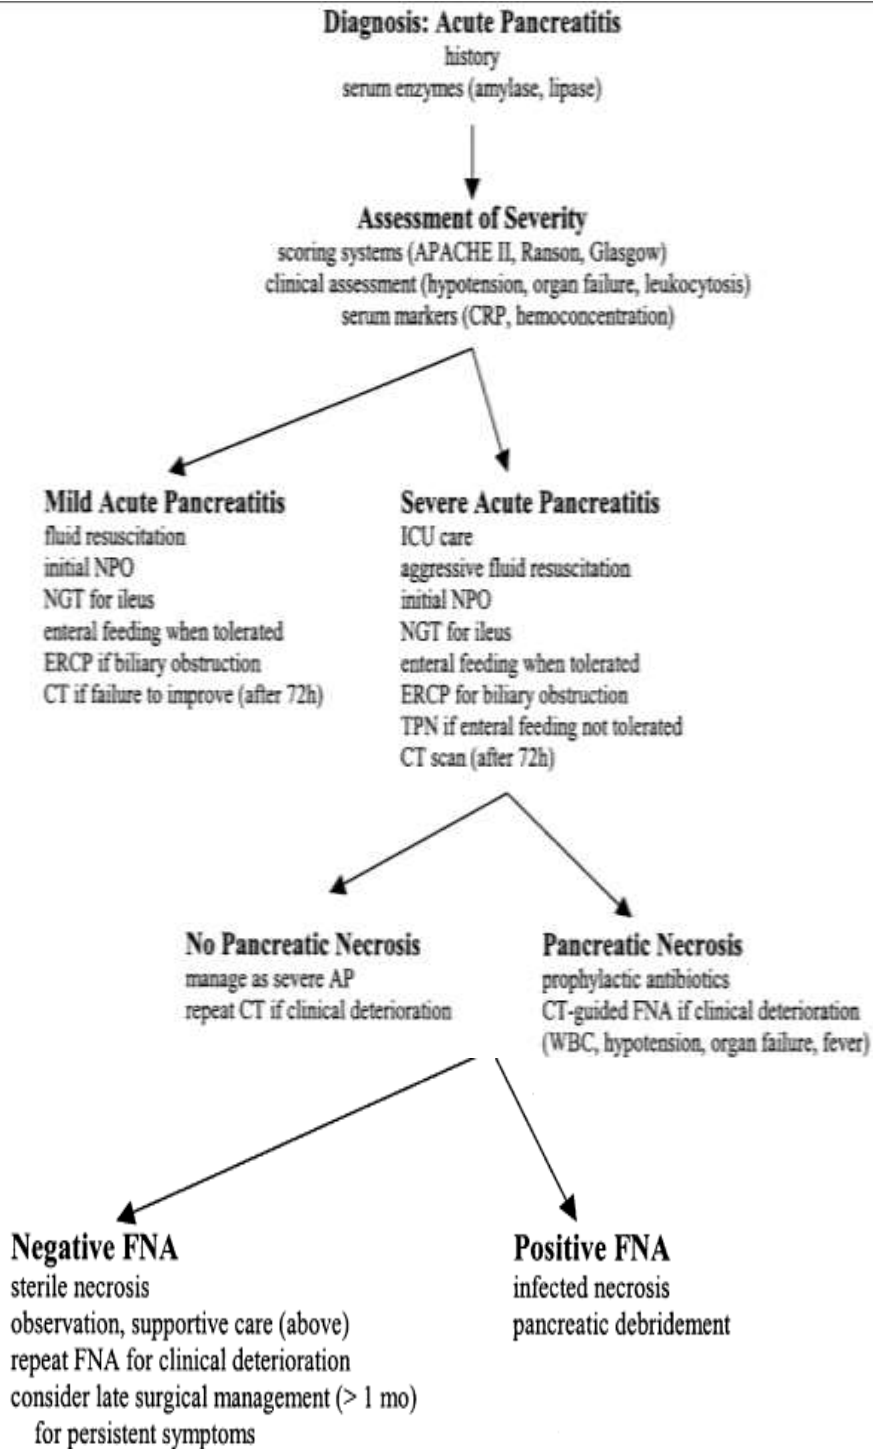 Diagnosis: Acute Pancreatitis
history
serum enzymes (amylase, lipase)
Assessment of Severity
scoring systems (APACHE II, Ranson, Glasgow)
clinical assessment (hypotension, organ failure, leukocytosis)
serum markers (CRP, hemoconcentration)
Mild Acute Pancreatitis
fluid resuscitation
initial NPO
NGT for ileus
enteral feeding when tolerated
ERCP if biliary obstruction
CT if failure to improve (after 72h)
Severe Acute Pancreatitis
ICU care
aggressive fluid resuscitation
initial NPO
NGT for ileus
enteral feeding when tolerated
ERCP for biliary obstruction
TPN if enteral feeding not tolerated
CT scan (after 72h)
No Pancreatic Necrosis
manage as severe AP
repeat CT if clinical deterioration
Pancreatic Necrosis
prophylactic antibiotics
CT-guided FNA if clinical deterioration
(WBC, hypotension, organ failure, fever)
Negative FNA
sterile necrosis
observation, supportive care (above)
repeat FNA for clinical deterioration
consider late surgical management (> 1 mo)
for persistent symptoms
Positive FNA
infected necrosis
pancreatic debridement